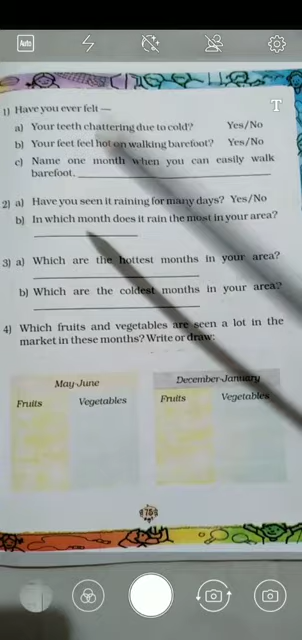 Auto
T
1) Have you ever felt —
a) Your teeth chattering due to cold? Yes/No
b) Your feet feel hot on walking barefoot? Yes/No
c) Name one month when you can easily walk
barefoot.
2) a) Have you seen it raining for many days? Yes/No
b) In which month does it rain the most in your area?
3) a) Which are the hottest months in your area?
b) Which are the coldest months in your area?
4) Which fruits and vegetables are seen a lot in the
market in these months? Write or draw:
May-June
Fruits Vegetables
December-January
Fruits Vegetables
75